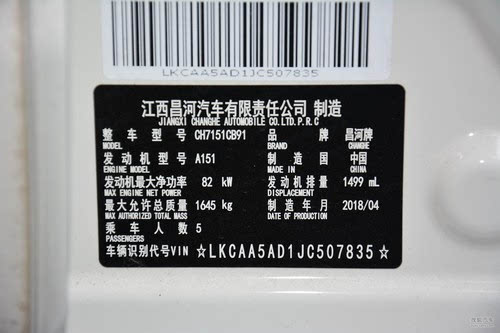 LKCAA5AD1JC507835
江西昌河汽车有限责任公司 制造
JIANGXI CHANGHE AUTOMOBILE CO.,LTD. P.R.C
整车型号 CH7151CB91 品牌 昌河牌
MODEL BRAND CHANGHE
发动机型号 A151 制造国 中国
ENGINE MODEL MADE IN CHINA
发动机最大净功率 82 kW 发动机排量 1499 mL
MAX ENGINE NET POWER ENGINE DISPLACEMENT
最大允许总质量 1645 kg 制造年月 2018/04
MAX AUTHORIZED TOTAL MASS DATE OF PRODUCTION
乘车人数 5
PASSENGERS
车辆识别代号VIN ☆LKCAA5AD1JC507835☆